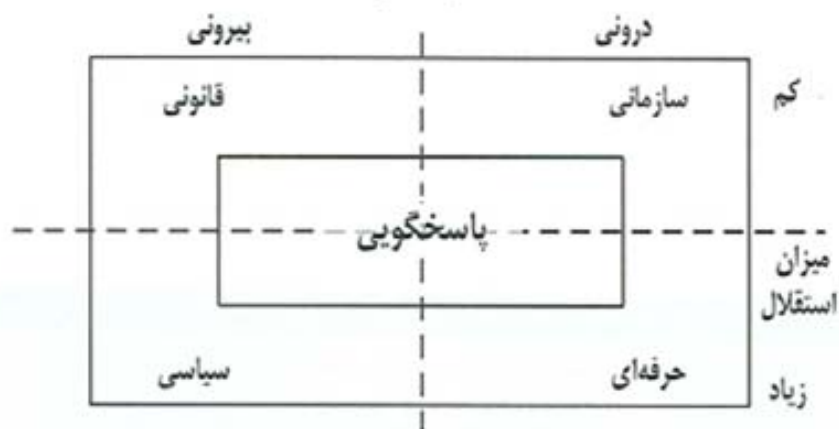 درونی
بیرونی
کم
سازمانی
قانونی
پاسخگویی
میزان
استقلال
زیاد
حرفه‌ای
سیاسی